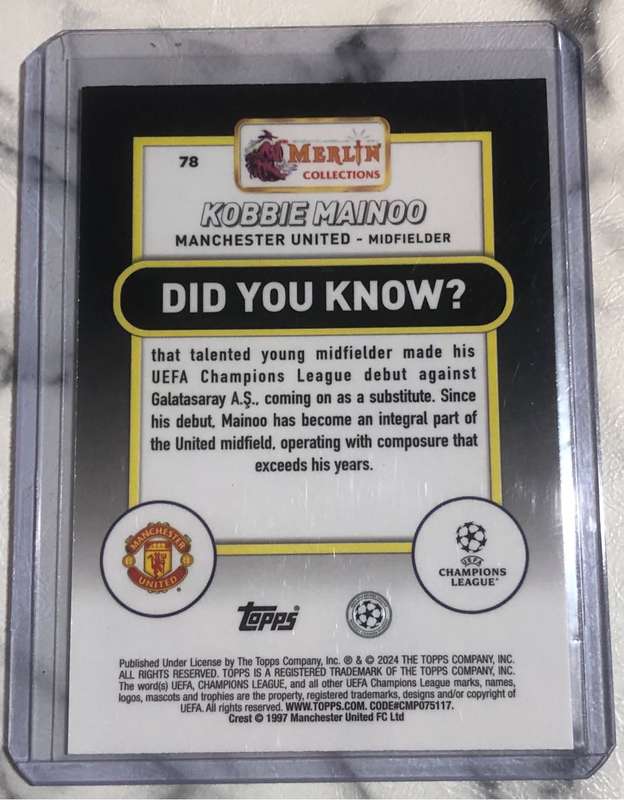 78
MERLIN
COLLECTIONS
KOBBIE MAINOO
MANCHESTER UNITED - MIDFIELDER
DID YOU KNOW?
that talented young midfielder made his
UEFA Champions League debut against
Galatasaray A.Ş., coming on as a substitute. Since
his debut, Mainoo has become an integral part of
the United midfield, operating with composure that
exceeds his years.
MANCHESTER
UNITED
UEFA
CHAMPIONS
LEAGUE
Topps
Published Under License by The Topps Company, Inc. ® & © 2024 THE TOPPS COMPANY, INC.
ALL RIGHTS RESERVED. TOPPS IS A REGISTERED TRADEMARK OF THE TOPPS COMPANY, INC.
The word(s) UEFA, CHAMPIONS LEAGUE, and all other UEFA Champions League marks, names,
logos, mascots and trophies are the property, registered trademarks, designs and/or copyright of
UEFA. All rights reserved. WWW.TOPPS.COM. CODE#CMP075117.
Crest © 1997 Manchester United FC Ltd